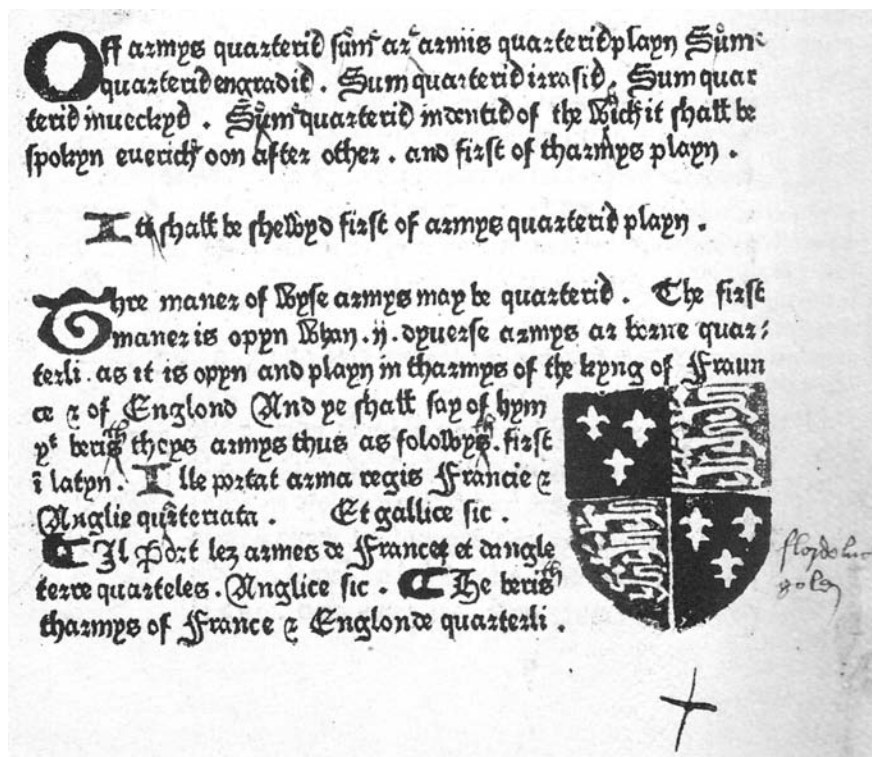 Off armys quarterid sum ar armis quarterid playn Sum
quarterid engradid . Sum quarterid irrasid . Sum quar
terid inueckyd . Sum quarterid indentid of the Wich it shall be
spokyn euerich oon after other . and first of tharmys playn .
It shall be shewyd first of armys quarterid playn .
Thre maner of Wyse armys may be quarterid . The first
maner is opyn Whan . ij . dyuerse armys ar borne quar
terli . as it is opyn and playn in tharmys of the kyng of Fraun
ce & of Englond And ye shall say of hym
yt berith theys armys thus as folowyth . first
ī latyn . Ille portat arma regis Francie &
Anglie quarteriata . Et gallice sic .
Il Port lez armes de France et dangle
terre quarteles . Anglice sic . He berith
tharmys of France & Englonde quarterli .